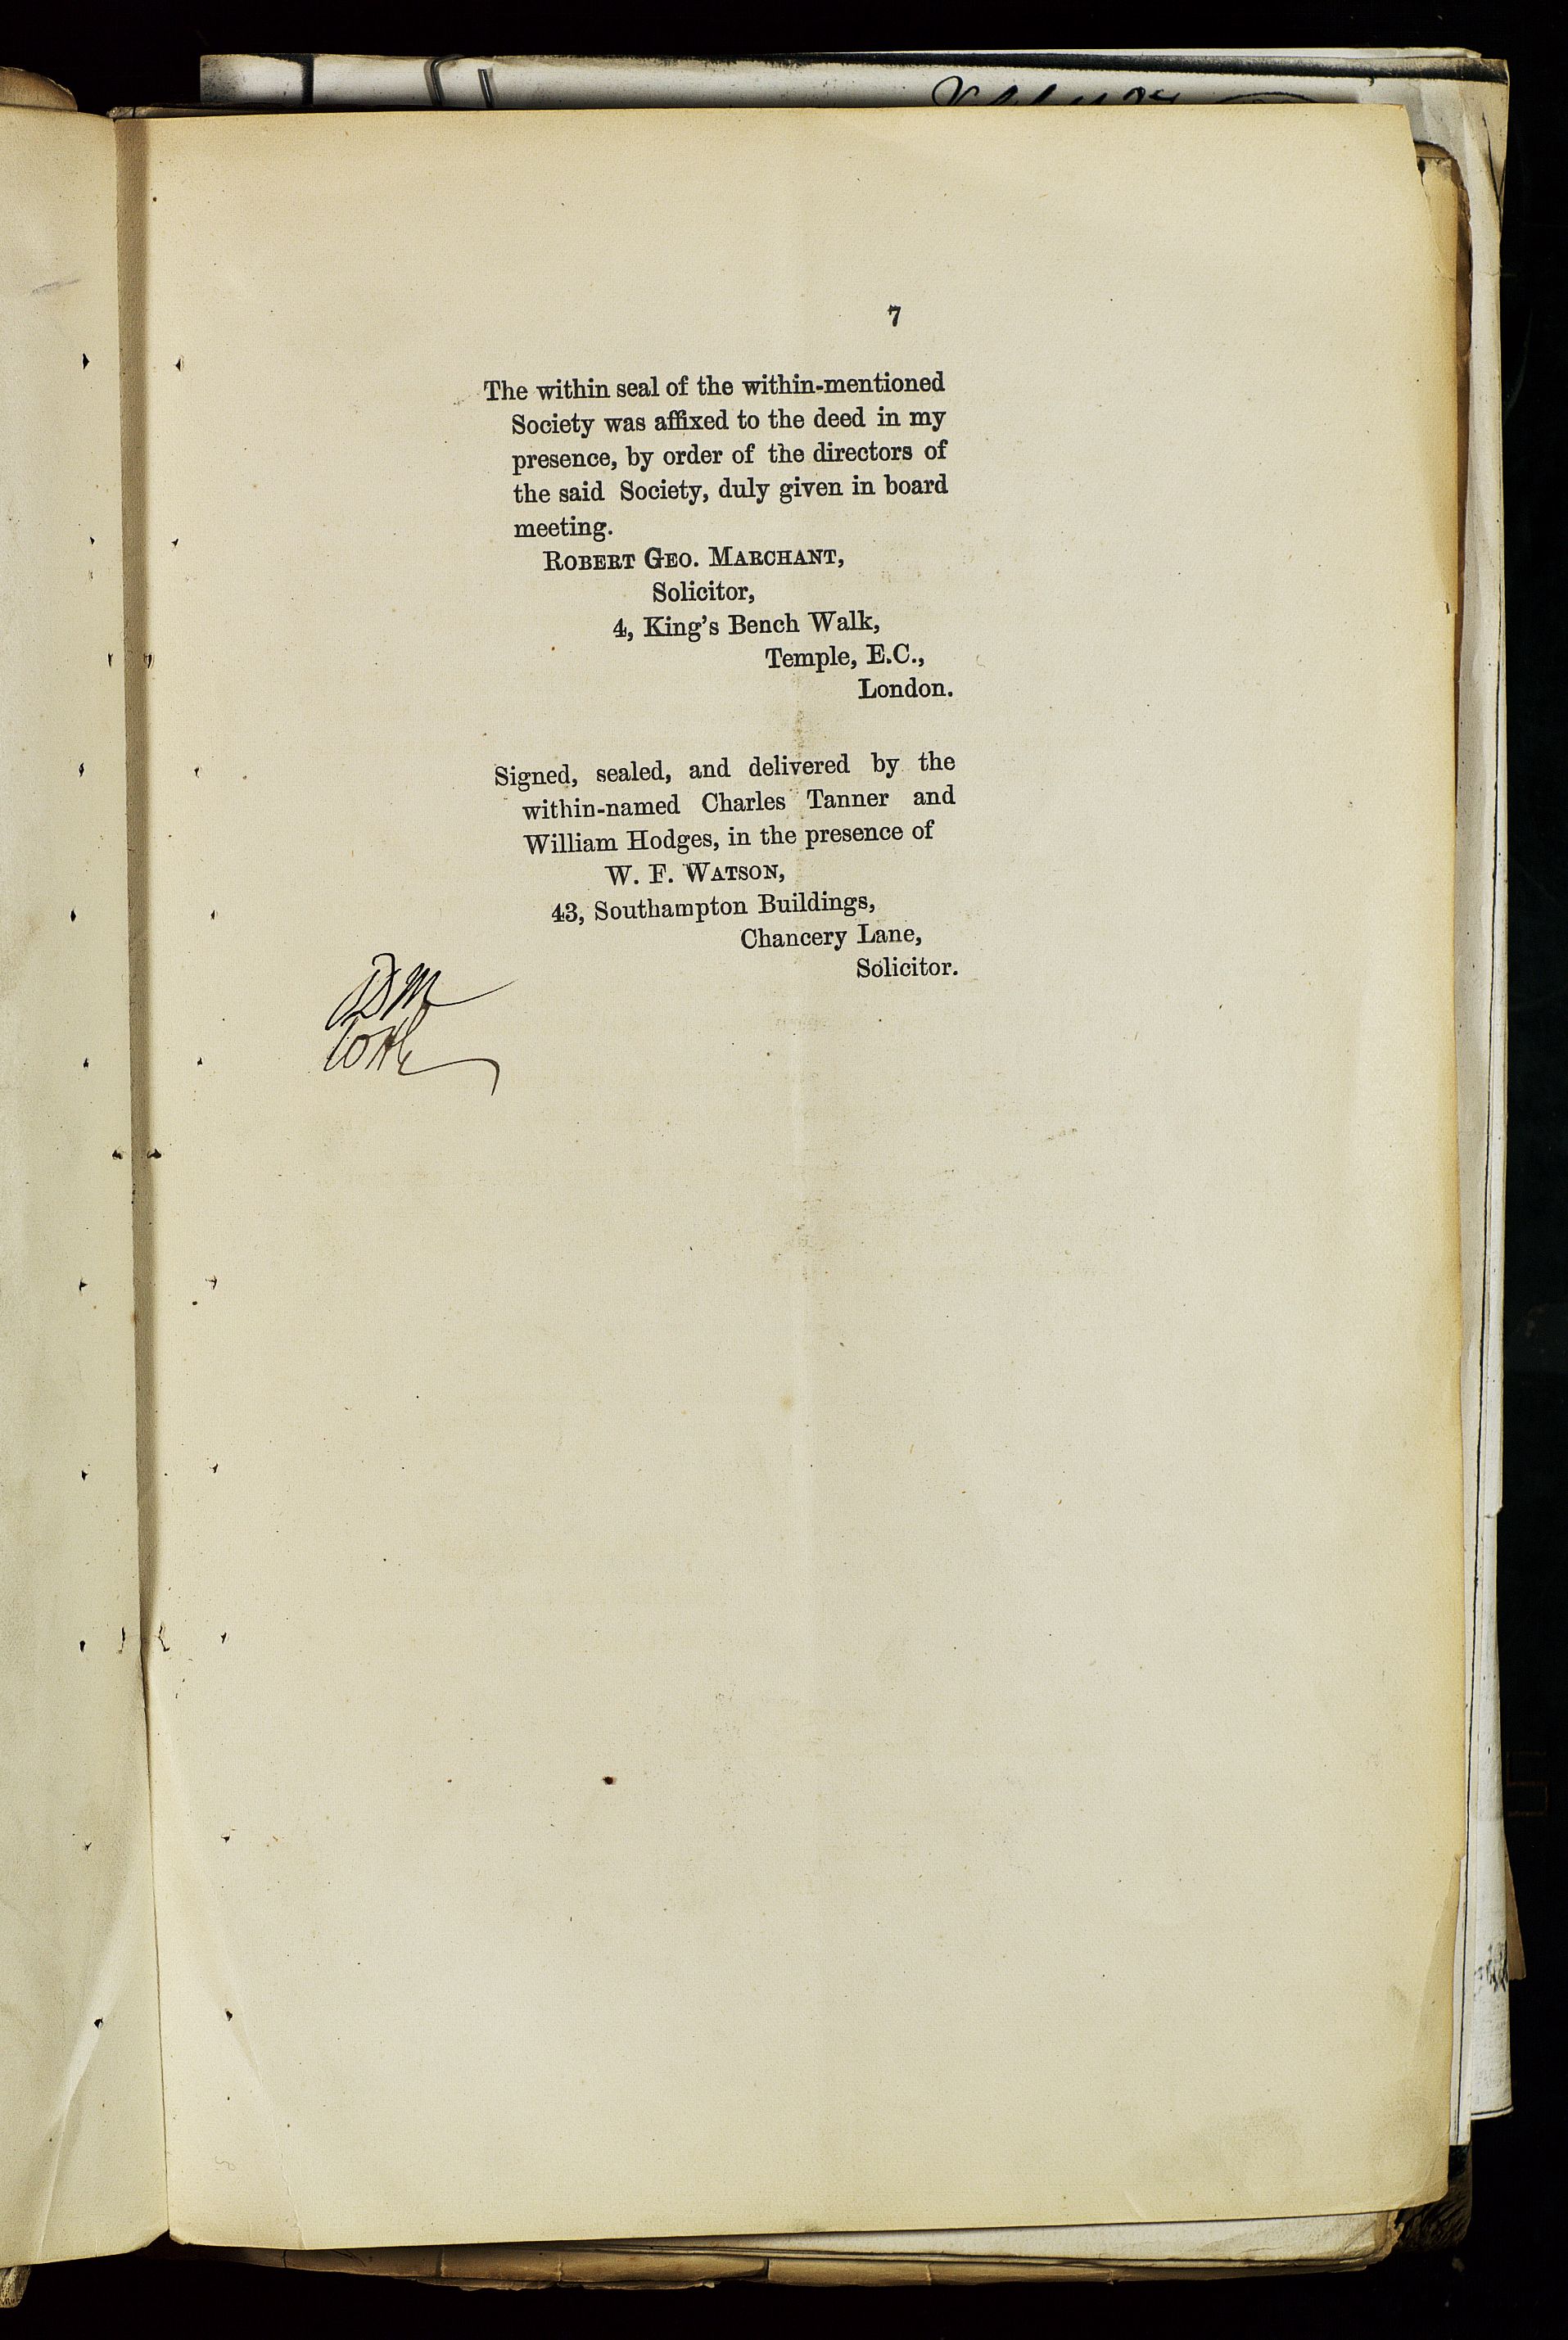 7
The within seal of the within-mentioned
Society was affixed to the deed in my
presence, by order of the directors of
the said Society, duly given in board
meeting.
ROBERT GEO. MARCHANT,
Solicitor,
4, King's Bench Walk,
Temple, E.C.,
London.
Signed, sealed, and delivered by the
within-named Charles Tanner and
William Hodges, in the presence of
W. F. WATSON,
43, Southampton Buildings,
Chancery Lane,
Solicitor.